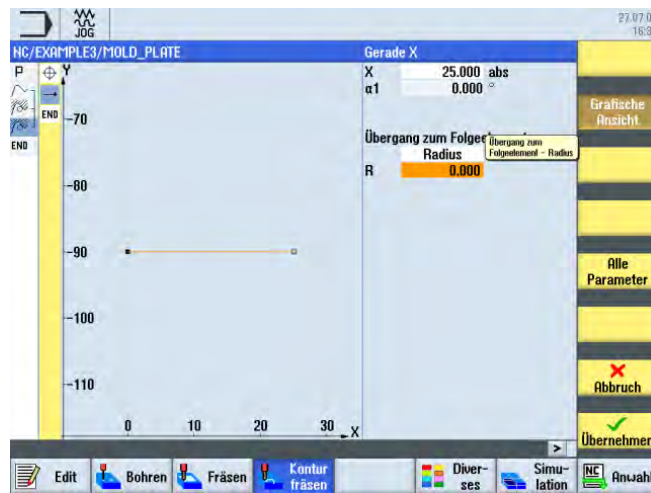 JOG
27.07.0
16:3
NC/EXAMPLE3/MOLD_PLATE
Gerade X
P
Y
X 25.000 abs
α1 0.000 °
END
-70
END
Grafische
Ansicht
Übergang zum Folgeelement
Übergang zum
Folgeelement - Radius
Radius
R 0.000
-80
-90
Alle
Parameter
-100
-110
Abbruch
0 10 20 30 X
Übernehmen
>
Edit
Bohren
Fräsen
Kontur
fräsen
Diver-
ses
Simu-
lation
NC
Anwahl